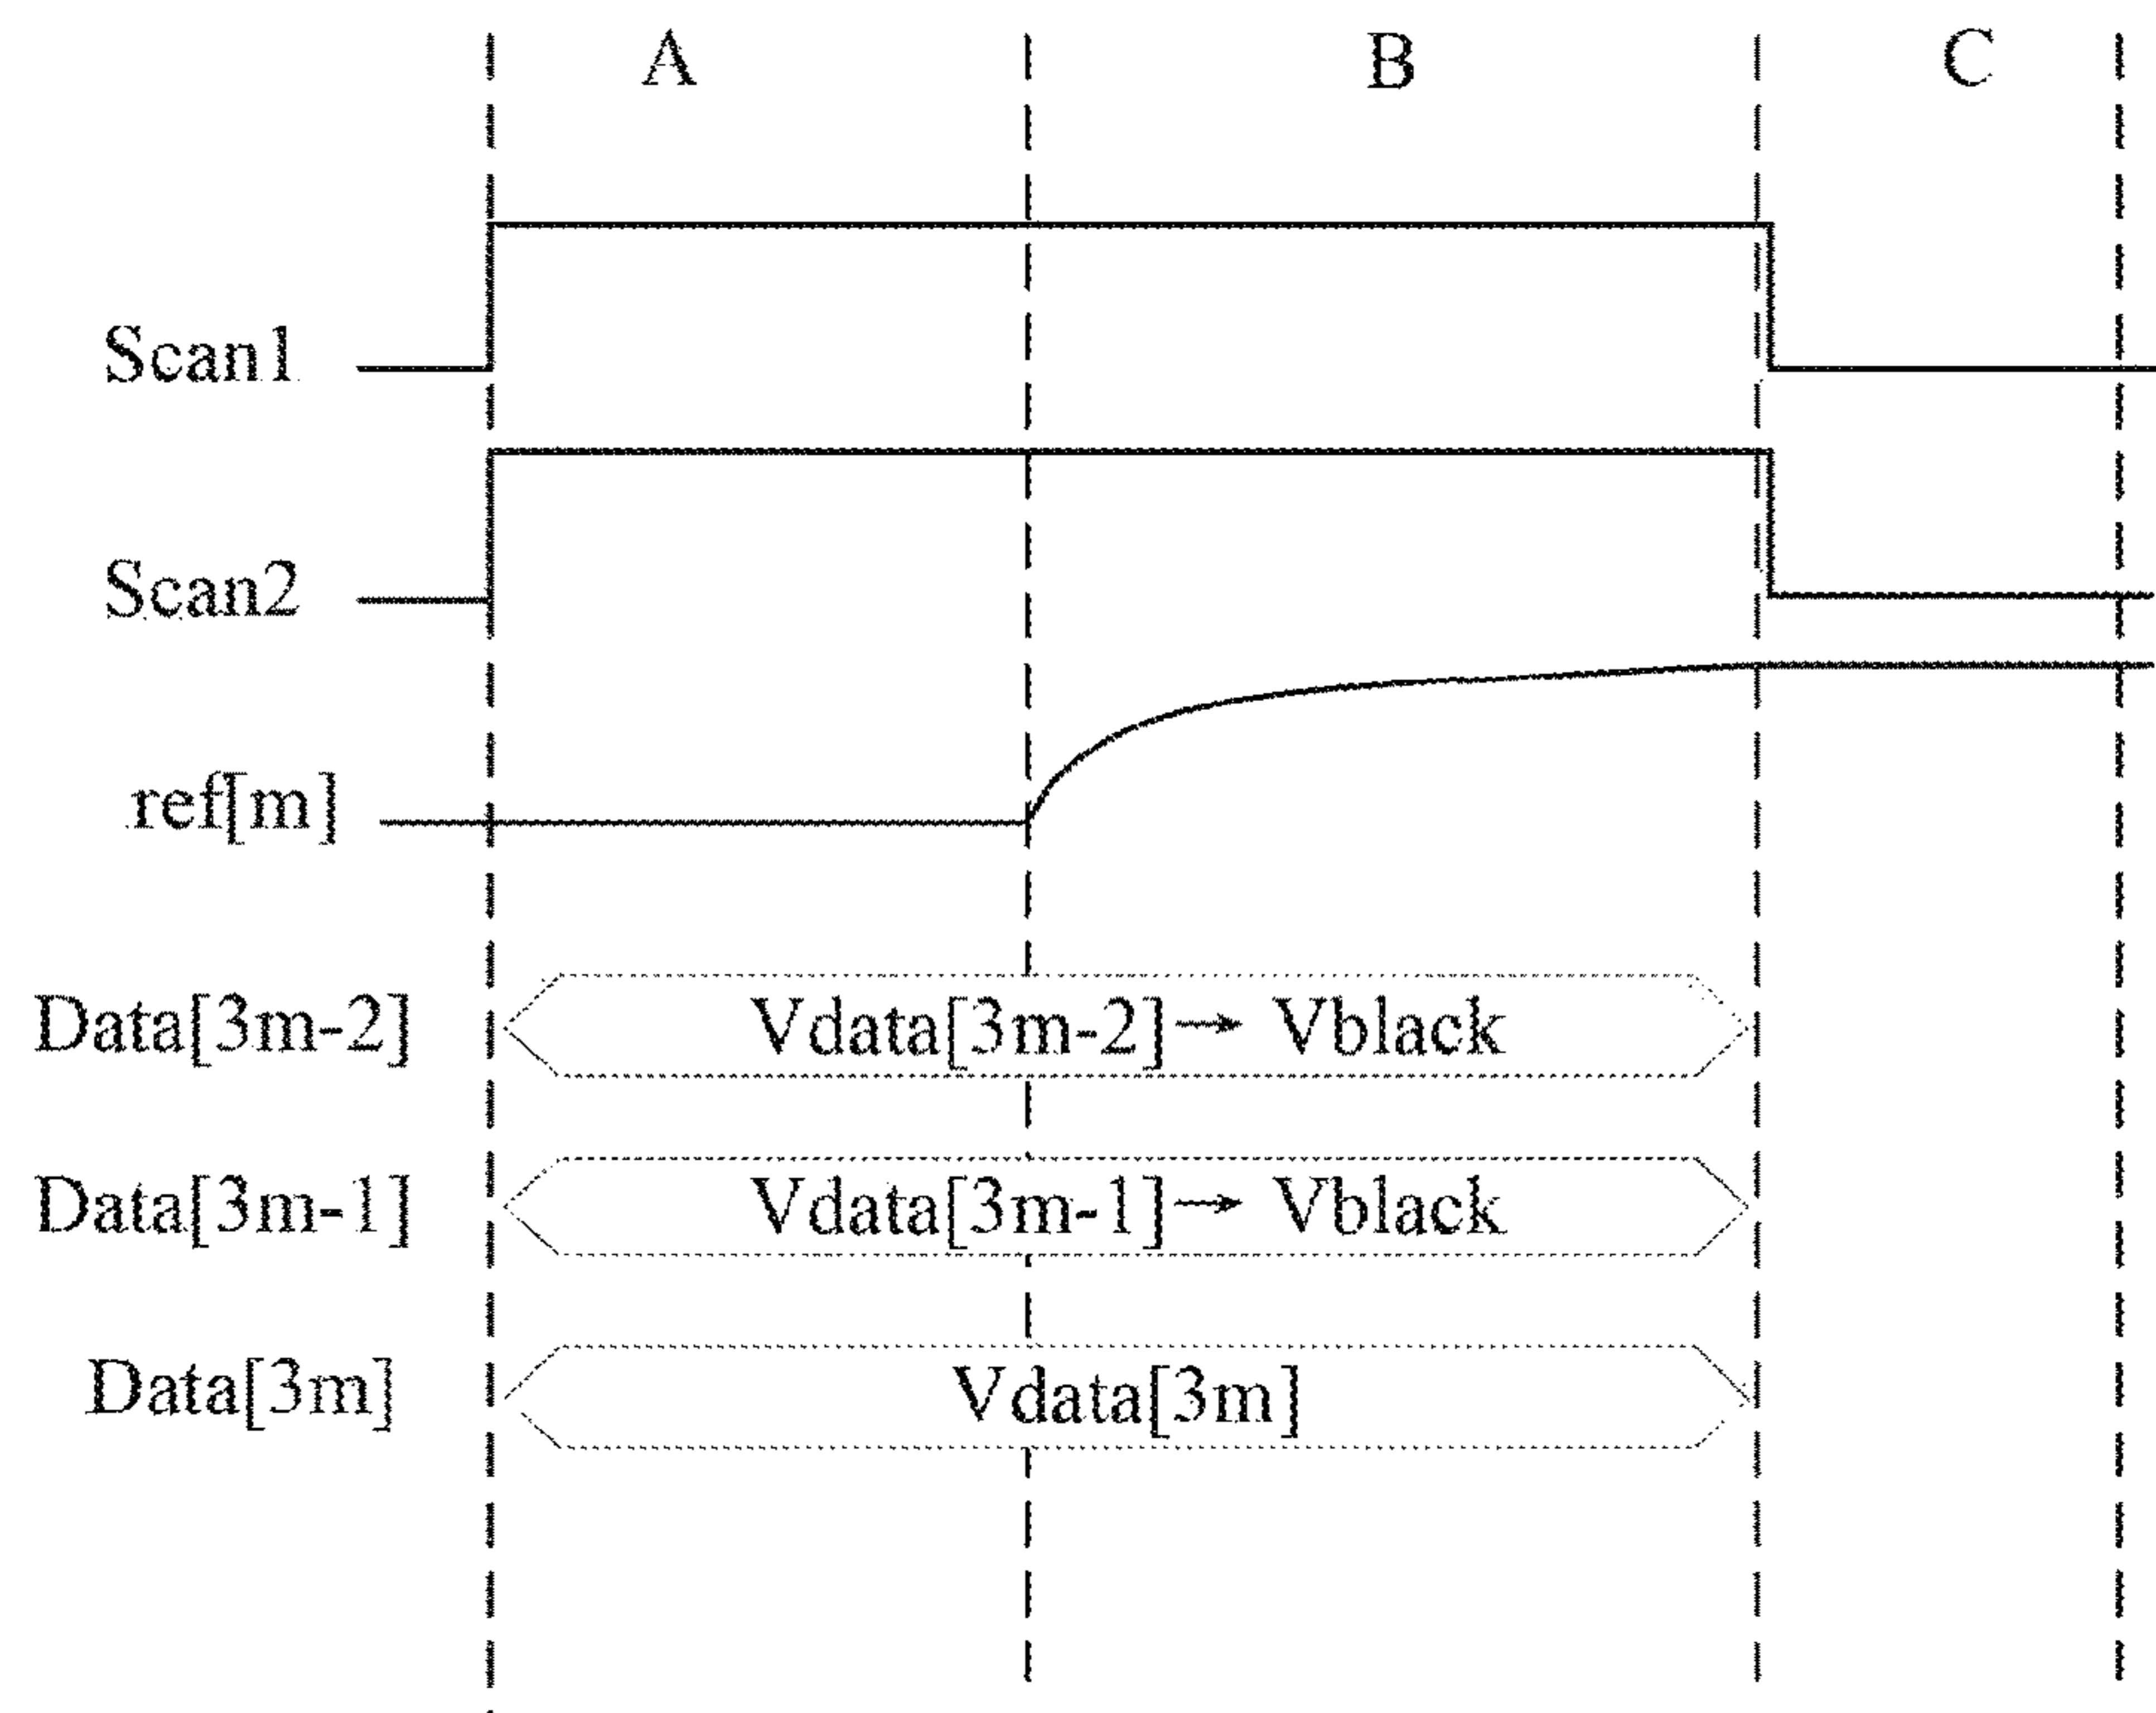 A B C
Scan1
Scan2
ref[m]
Data[3m-2] Vdata[3m-2]→ Vblack
Data[3m-1] Vdata[3m-1]→ Vblack
Data[3m] Vdata[3m]